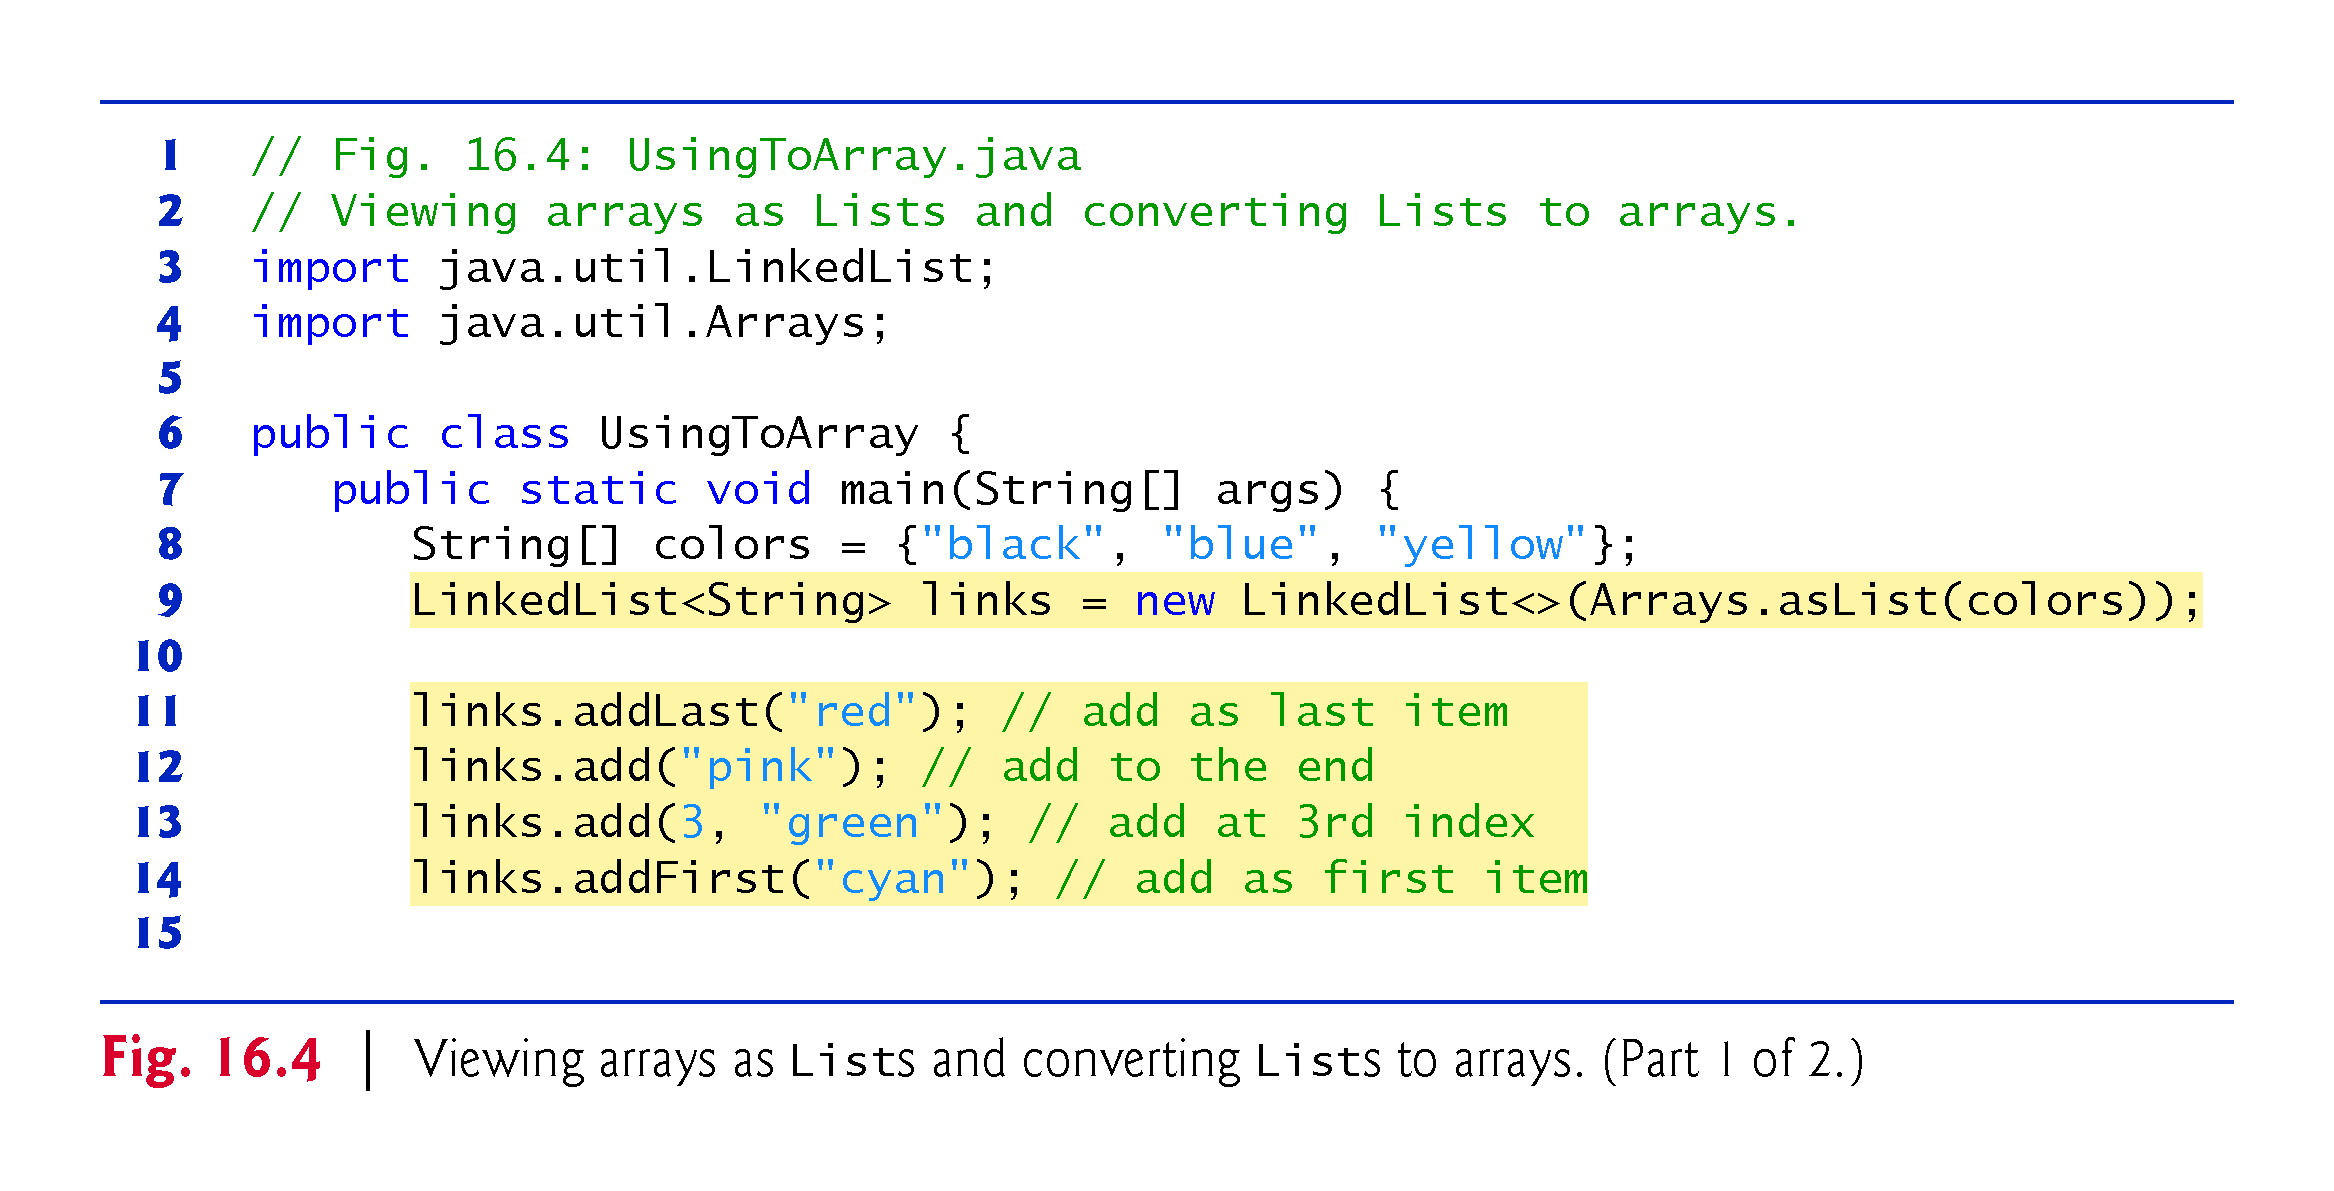 1 // Fig. 16.4: UsingToArray.java
2 // Viewing arrays as Lists and converting Lists to arrays.
3 import java.util.LinkedList;
4 import java.util.Arrays;
5
6 public class UsingToArray {
7    public static void main(String[] args) {
8       String[] colors = {"black", "blue", "yellow"};
9       LinkedList<String> links = new LinkedList<>(Arrays.asList(colors));
10
11       links.addLast("red"); // add as last item
12       links.add("pink"); // add to the end
13       links.add(3, "green"); // add at 3rd index
14       links.addFirst("cyan"); // add as first item
15
Fig. 16.4 | Viewing arrays as Lists and converting Lists to arrays. (Part 1 of 2.)